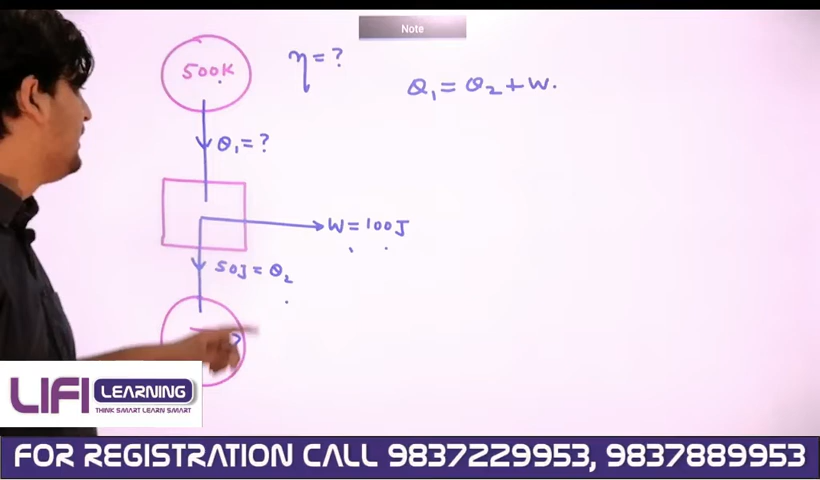 Note
500K
η = ?
Q₁ = Q₂ + W.
Q₁ = ?
W = 100J
50J = Q₂
?
LIFI LEARNING
THINK SMART LEARN SMART
FOR REGISTRATION CALL 9837229953, 9837889953